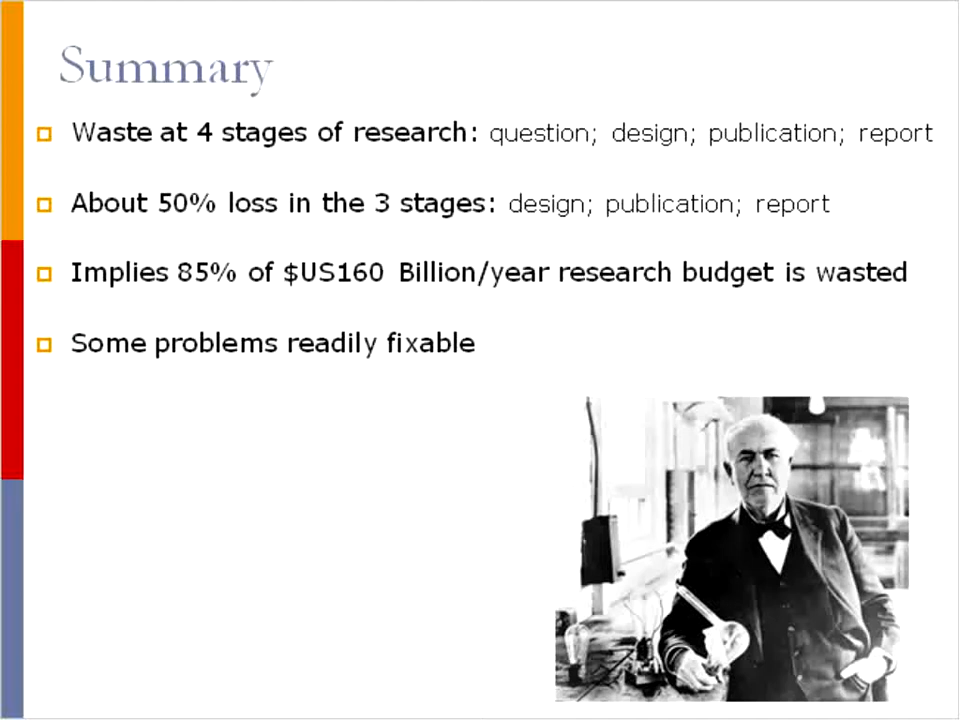 Summary
Waste at 4 stages of research: question; design; publication; report
About 50% loss in the 3 stages: design; publication; report
Implies 85% of $US160 Billion/year research budget is wasted
Some problems readily fixable